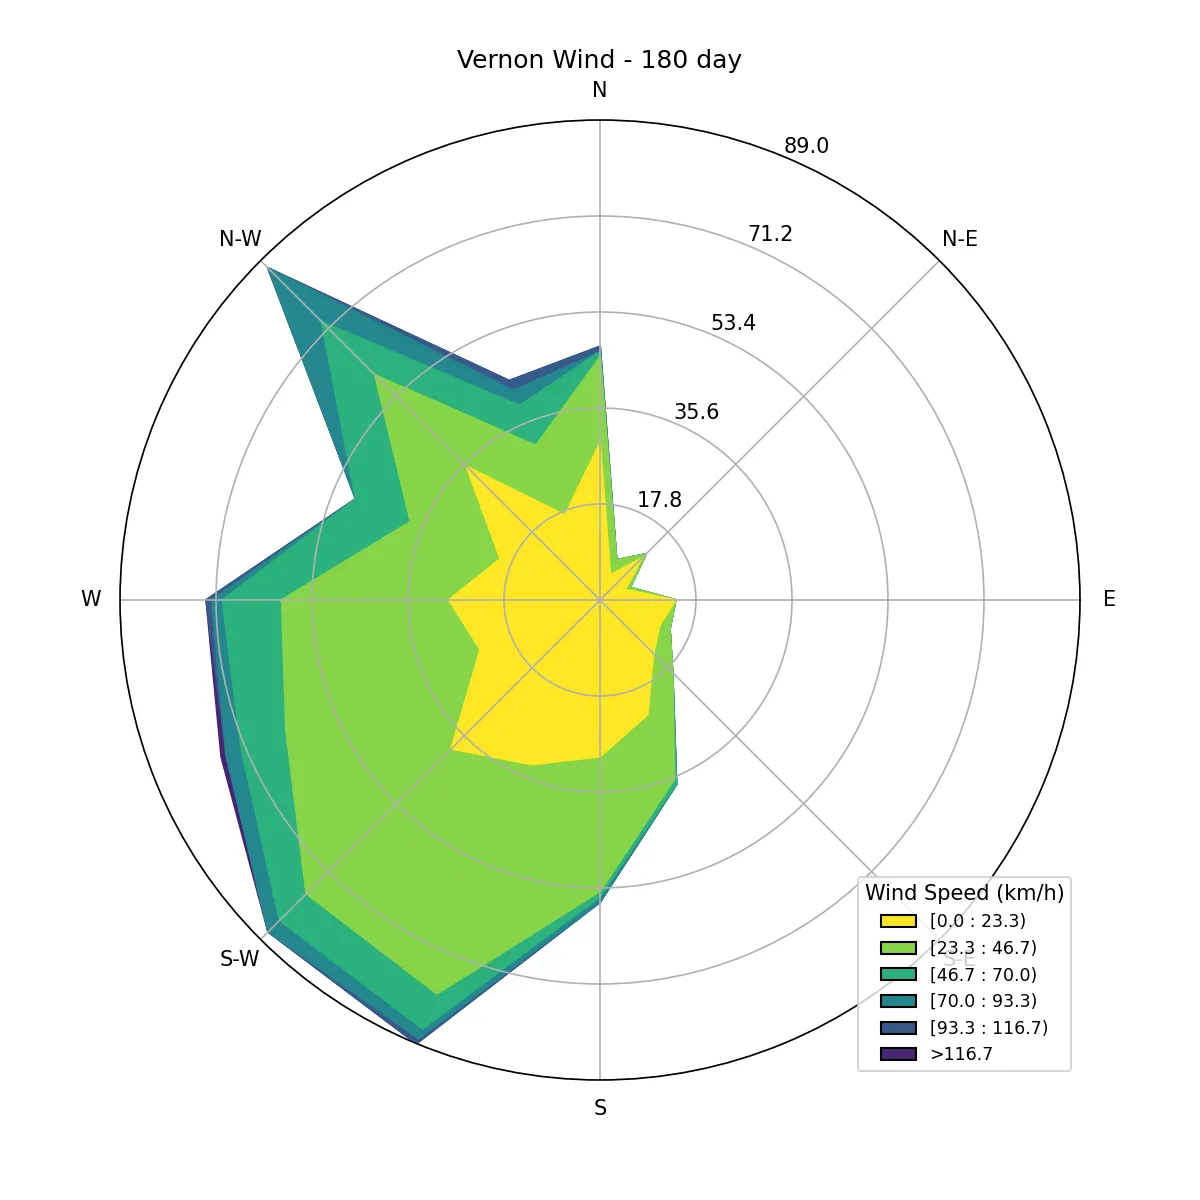 Vernon Wind - 180 day
N
89.0
71.2
N-W
N-E
53.4
35.6
17.8
W
E
S-W
S-E
S
Wind Speed (km/h)
[0.0 : 23.3)
[23.3 : 46.7)
[46.7 : 70.0)
[70.0 : 93.3)
[93.3 : 116.7)
>116.7